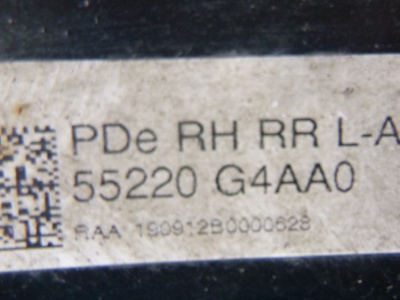 PDe RH RR L-A
55220 G4AA0
RAA 190912B0000628